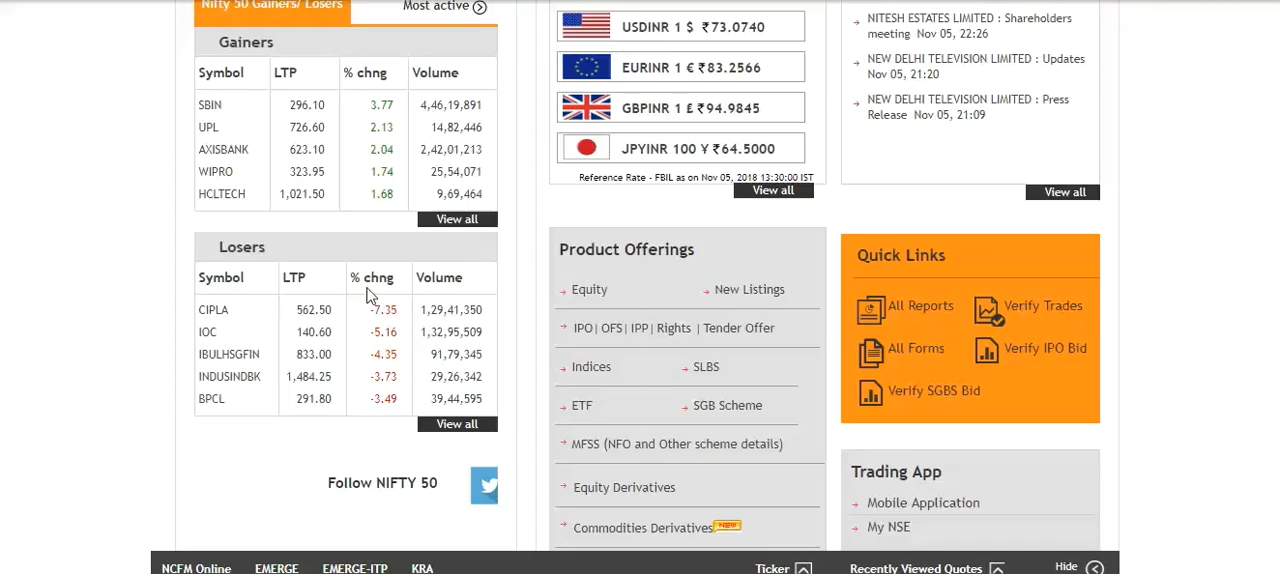 Nifty 50 Gainers/ Losers
Most active
Gainers
Symbol LTP % chng Volume
SBIN 296.10 3.77 4,46,19,891
UPL 726.60 2.13 14,82,446
AXISBANK 623.10 2.04 2,42,01,213
WIPRO 323.95 1.74 25,54,071
HCLTECH 1,021.50 1.68 9,69,464
View all
Losers
Symbol LTP % chng Volume
CIPLA 562.50 -7.35 1,29,41,350
IOC 140.60 -5.16 1,32,95,509
IBULHSGFIN 833.00 -4.35 91,79,345
INDUSINDBK 1,484.25 -3.73 29,26,342
BPCL 291.80 -3.49 39,44,595
View all
Follow NIFTY 50
USDINR 1 $ ₹73.0740
EURINR 1 € ₹83.2566
GBPINR 1 £ ₹94.9845
JPYINR 100 ¥ ₹64.5000
Reference Rate - FBIL as on Nov 05, 2018 13:30:00 IST
View all
Product Offerings
Equity New Listings
IPO| OFS| IPP| Rights | Tender Offer
Indices SLBS
ETF SGB Scheme
MFSS (NFO and Other scheme details)
Equity Derivatives
Commodities Derivatives NEW
NITESH ESTATES LIMITED : Shareholders
meeting Nov 05, 22:26
NEW DELHI TELEVISION LIMITED : Updates
Nov 05, 21:20
NEW DELHI TELEVISION LIMITED : Press
Release Nov 05, 21:09
View all
Quick Links
All Reports Verify Trades
All Forms Verify IPO Bid
Verify SGBS Bid
Trading App
Mobile Application
My NSE
NCFM Online EMERGE EMERGE-ITP KRA Ticker Recently Viewed Quotes Hide